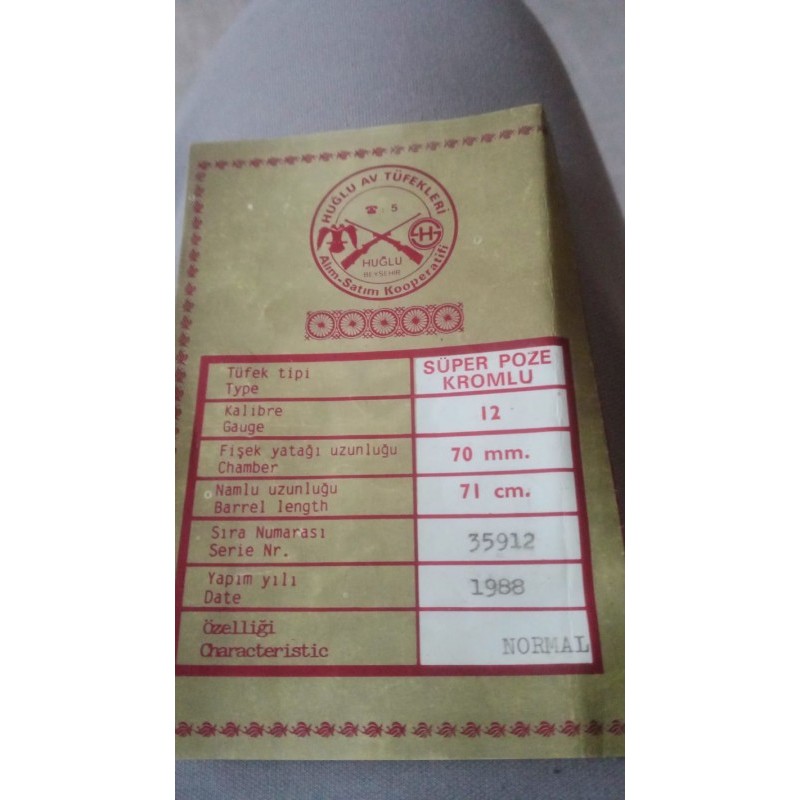 HUĞLU AV TÜFEKLERİ
☎ 5
SHG
HUĞLU
BEYŞEHİR
Alım-Satım Kooperatifi
Tüfek tipi
Type
SÜPER POZE
KROMLU
Kalibre
Gauge
12
Fişek yatağı uzunluğu
Chamber
70 mm.
Namlu uzunluğu
Barrel length
71 cm.
Sıra Numarası
Serie Nr.
35912
Yapım yılı
Date
1988
Özelliği
Characteristic
NORMAL